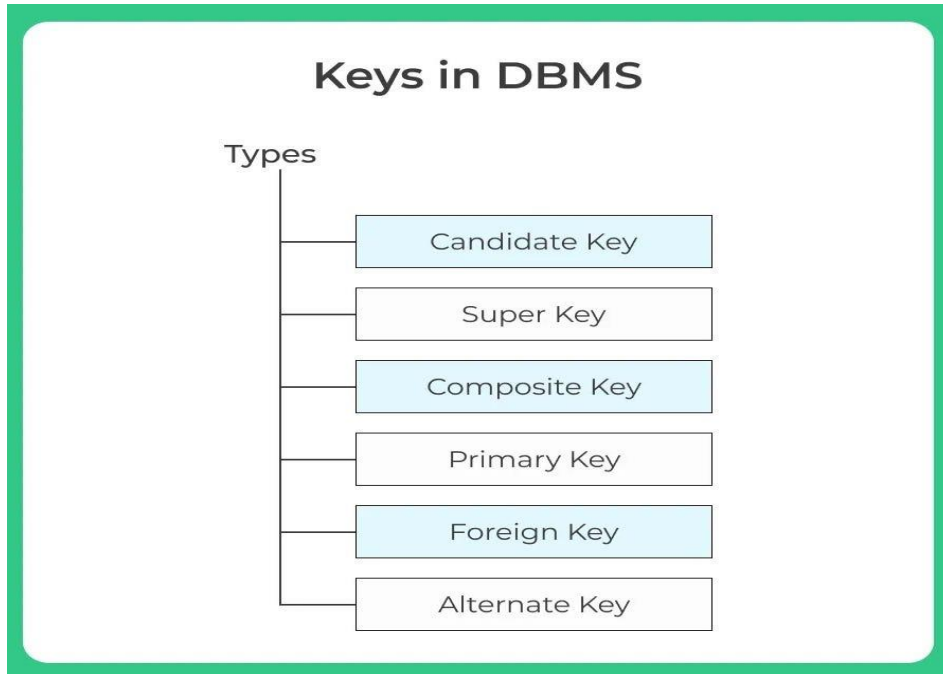 Keys in DBMS
Types
Candidate Key
Super Key
Composite Key
Primary Key
Foreign Key
Alternate Key